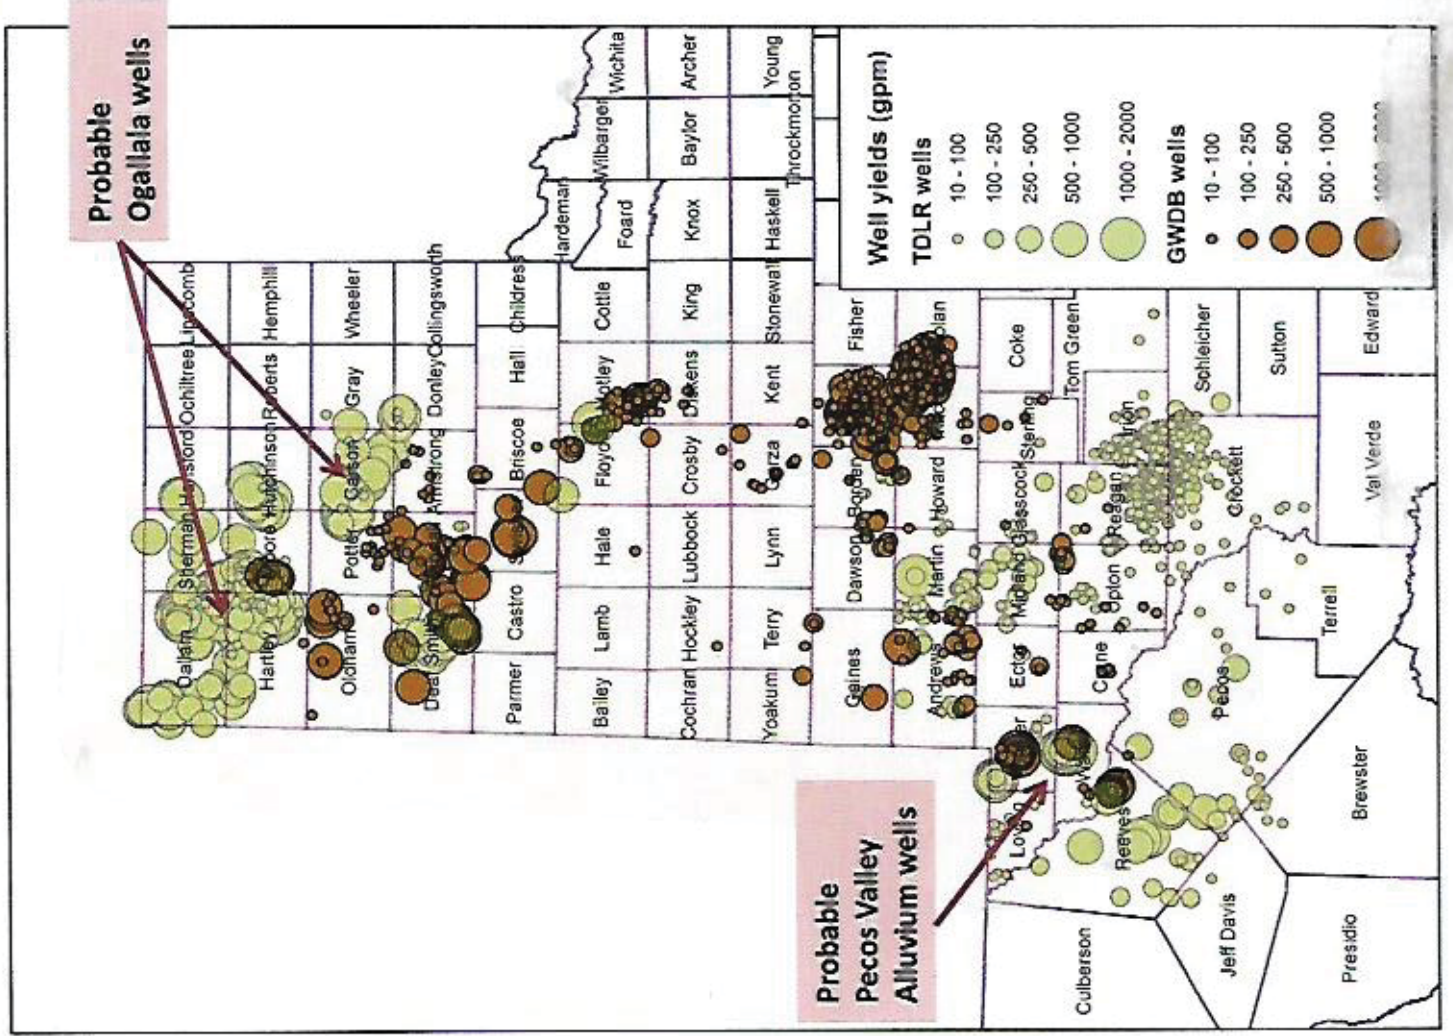 Probable
Ogallala wells
Dallam
Sherman
Hansford
Ochiltree
Lipscomb
Hartley
Moore
Hutchinson
Roberts
Hemphill
Oldham
Potter
Carson
Gray
Wheeler
Deaf Smith
Armstrong
Donley
Collingsworth
Parmer
Castro
Briscoe
Hall
Childress
Hardeman
Bailey
Lamb
Hale
Floyd
Motley
Cottle
Foard
Wilbarger
Wichita
Cochran
Hockley
Lubbock
Crosby
Dickens
King
Knox
Baylor
Archer
Yoakum
Terry
Lynn
Garza
Kent
Stonewall
Haskell
Throckmorton
Young
Gaines
Dawson
Borden
Fisher
Andrews
Martin
Howard
Loving
Ector
Midland
Glasscock
Sterling
Coke
Reeves
Crane
Upton
Reagan
Irion
Tom Green
Schleicher
Crockett
Sutton
Pecos
Terrell
Val Verde
Edward
Culberson
Jeff Davis
Presidio
Brewster
Probable
Pecos Valley
Alluvium wells
Well yields (gpm)
TDLR wells
10 - 100
100 - 250
250 - 500
500 - 1000
1000 - 2000
GWDB wells
10 - 100
100 - 250
250 - 500
500 - 1000